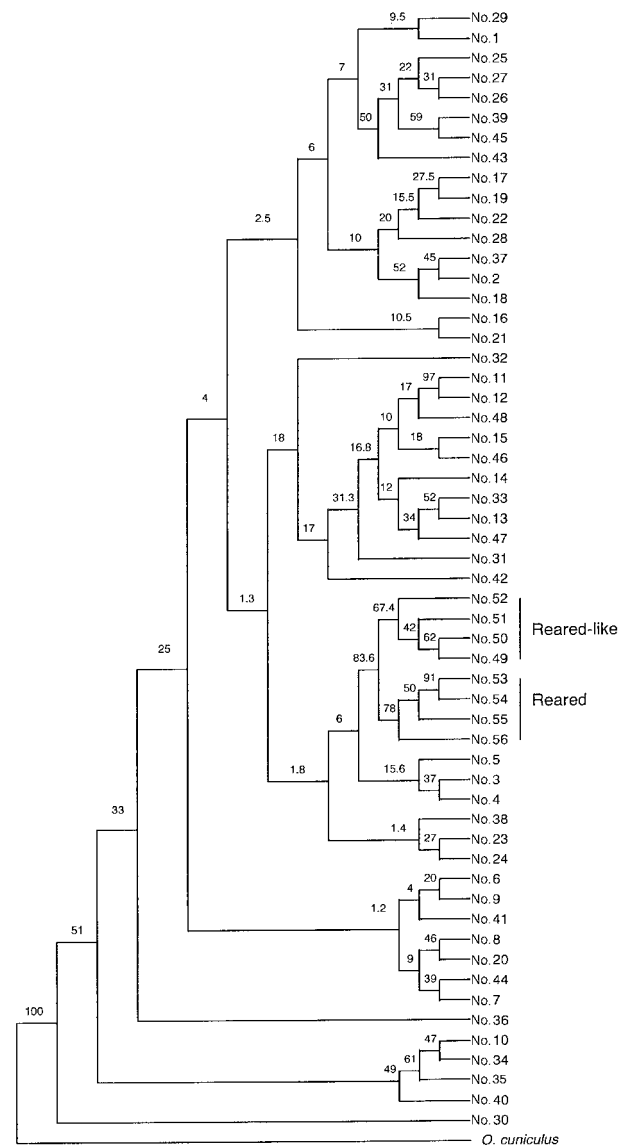 9.5
No.29
No.1
7
22
No.25
31
31
No.27
No.26
50
59
No.39
No.45
No.43
6
27.5
No.17
15.5
No.19
20
No.22
10
No.28
52
45
No.37
No.2
No.18
2.5
10.5
No.16
No.21
4
18
No.32
97
No.11
17
No.12
10
No.48
18
No.15
16.8
No.46
12
No.14
31.3
52
No.33
34
No.13
17
No.47
No.31
No.42
1.3
67.4
No.52
42
No.51
62
No.50
Reared-like
83.6
No.49
91
No.53
50
No.54
Reared
78
No.55
6
No.56
1.8
15.6
No.5
37
No.3
No.4
1.4
No.38
27
No.23
No.24
25
20
No.6
4
No.9
1.2
No.41
46
No.8
9
No.20
39
No.44
No.7
33
No.36
51
47
No.10
61
No.34
49
No.35
No.40
100
No.30
O. cuniculus